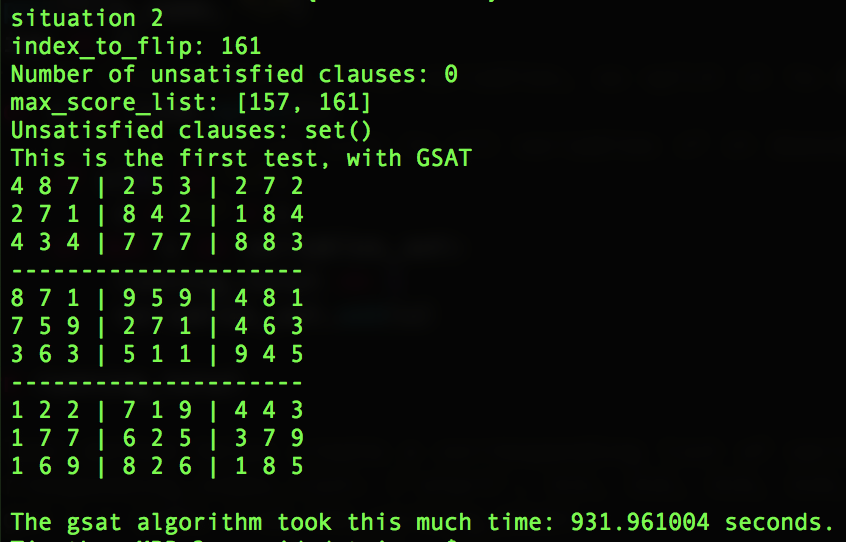 situation 2
index_to_flip: 161
Number of unsatisfied clauses: 0
max_score_list: [157, 161]
Unsatisfied clauses: set()
This is the first test, with GSAT
4 8 7 | 2 5 3 | 2 7 2
2 7 1 | 8 4 2 | 1 8 4
4 3 4 | 7 7 7 | 8 8 3
---------------------
8 7 1 | 9 5 9 | 4 8 1
7 5 9 | 2 7 1 | 4 6 3
3 6 3 | 5 1 1 | 9 4 5
---------------------
1 2 2 | 7 1 9 | 4 4 3
1 7 7 | 6 2 5 | 3 7 9
1 6 9 | 8 2 6 | 1 8 5
The gsat algorithm took this much time: 931.961004 seconds.